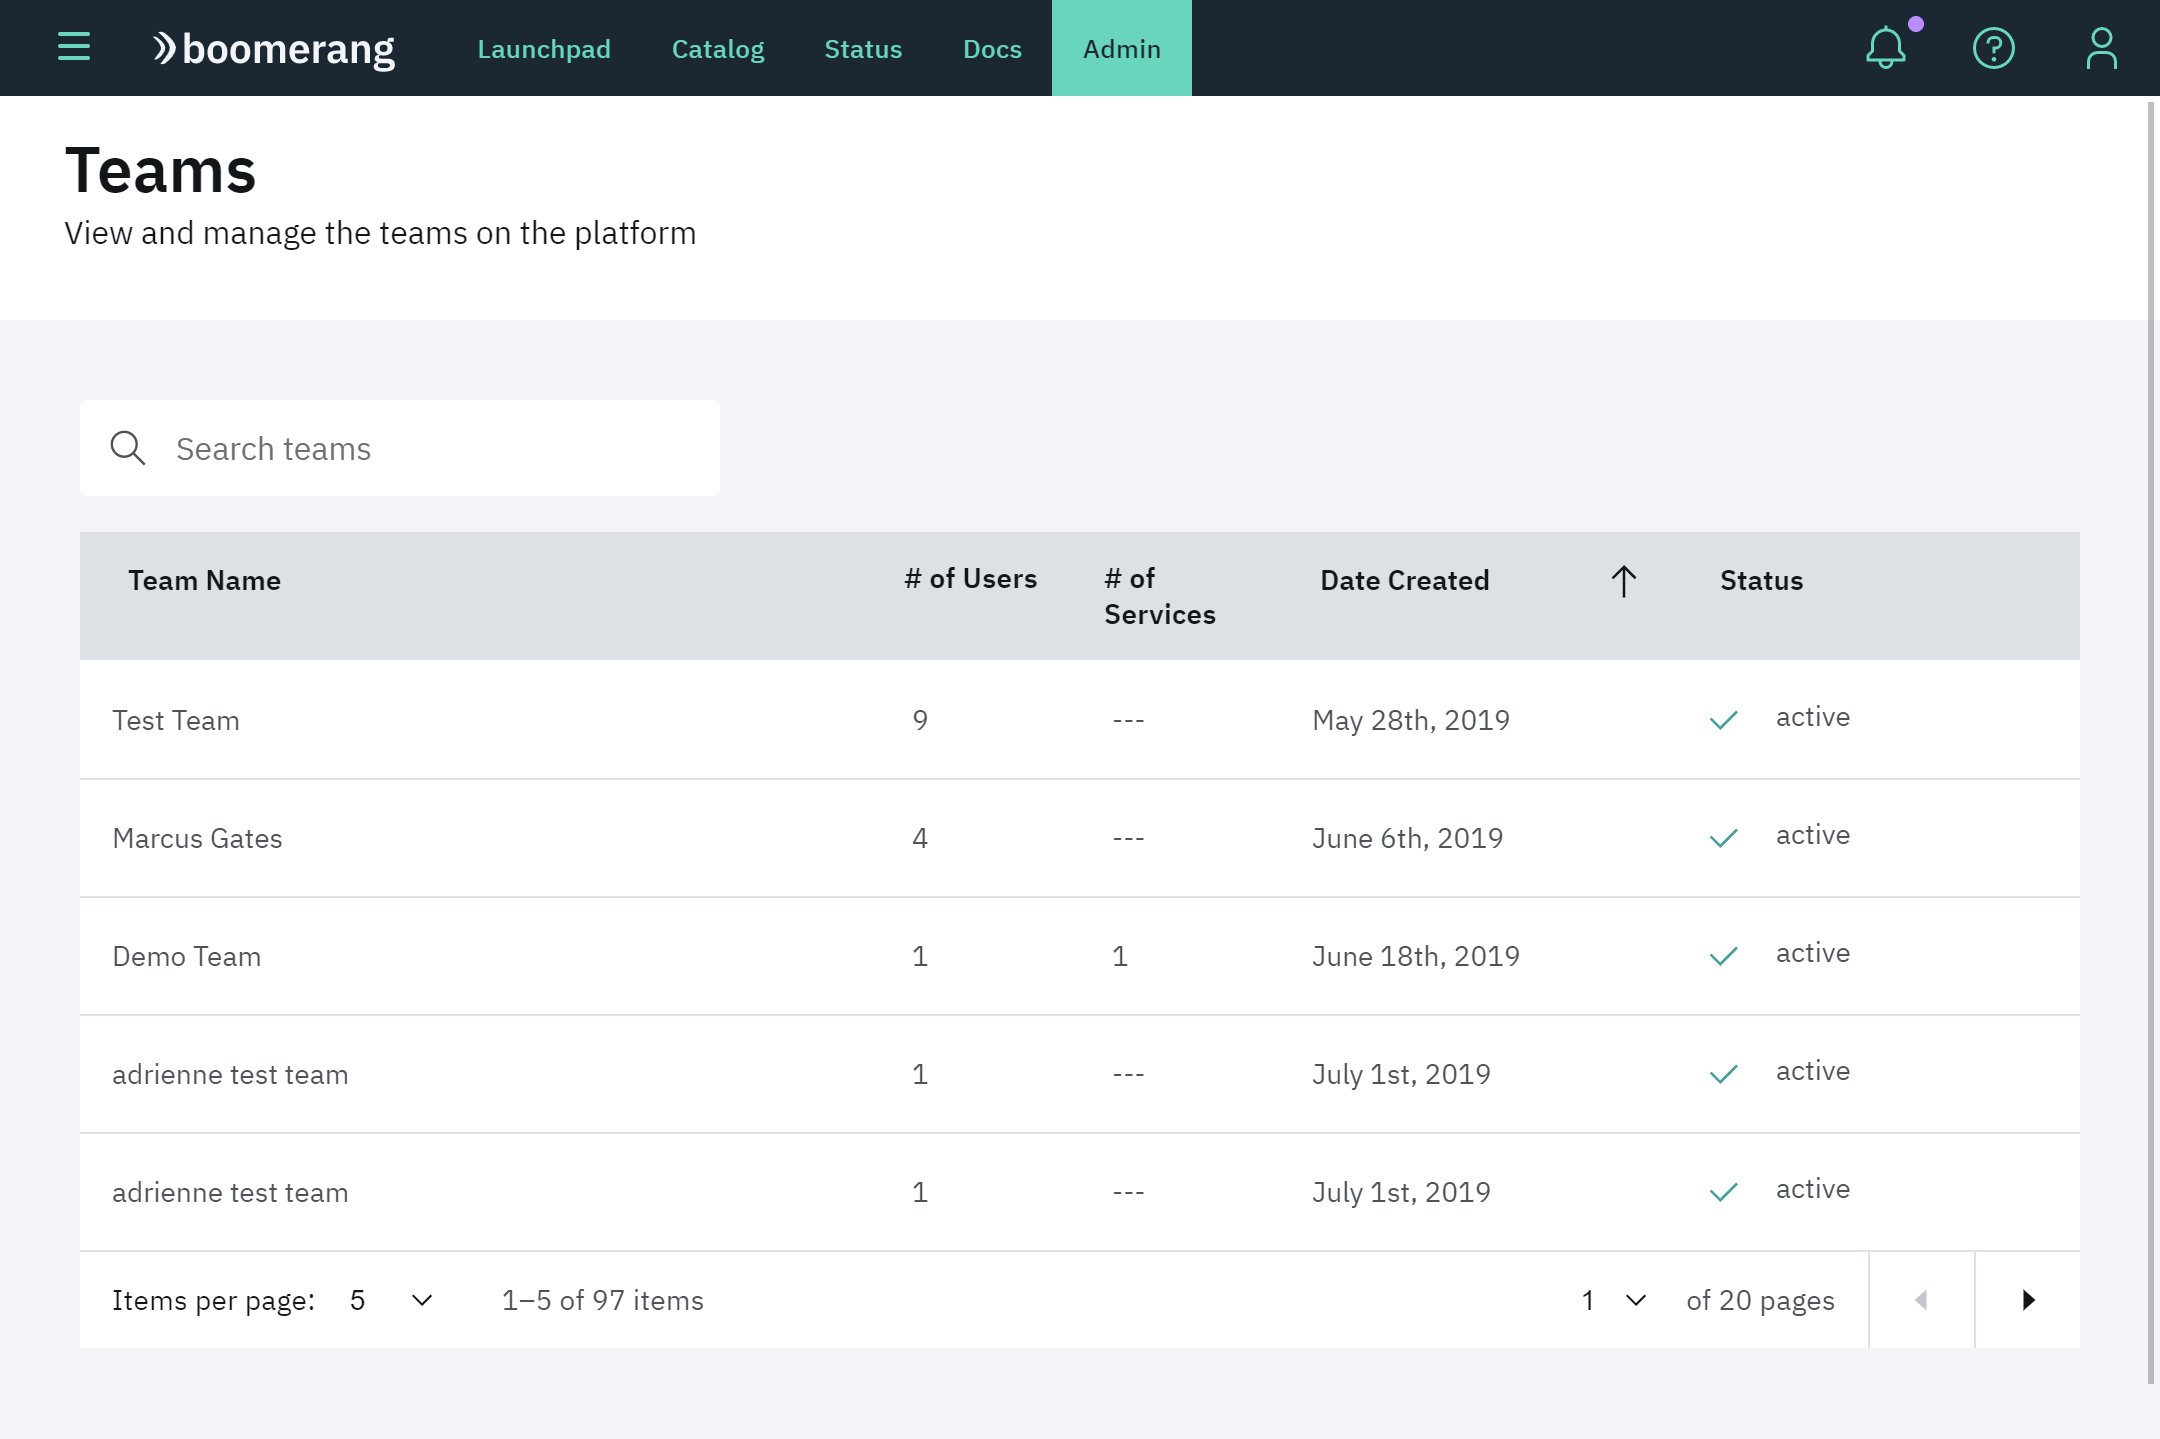 boomerang Launchpad Catalog Status Docs Admin
Teams
View and manage the teams on the platform
Search teams
Team Name # of Users # of Services Date Created Status
Test Team 9 --- May 28th, 2019 active
Marcus Gates 4 --- June 6th, 2019 active
Demo Team 1 1 June 18th, 2019 active
adrienne test team 1 --- July 1st, 2019 active
adrienne test team 1 --- July 1st, 2019 active
Items per page: 5 1–5 of 97 items 1 of 20 pages